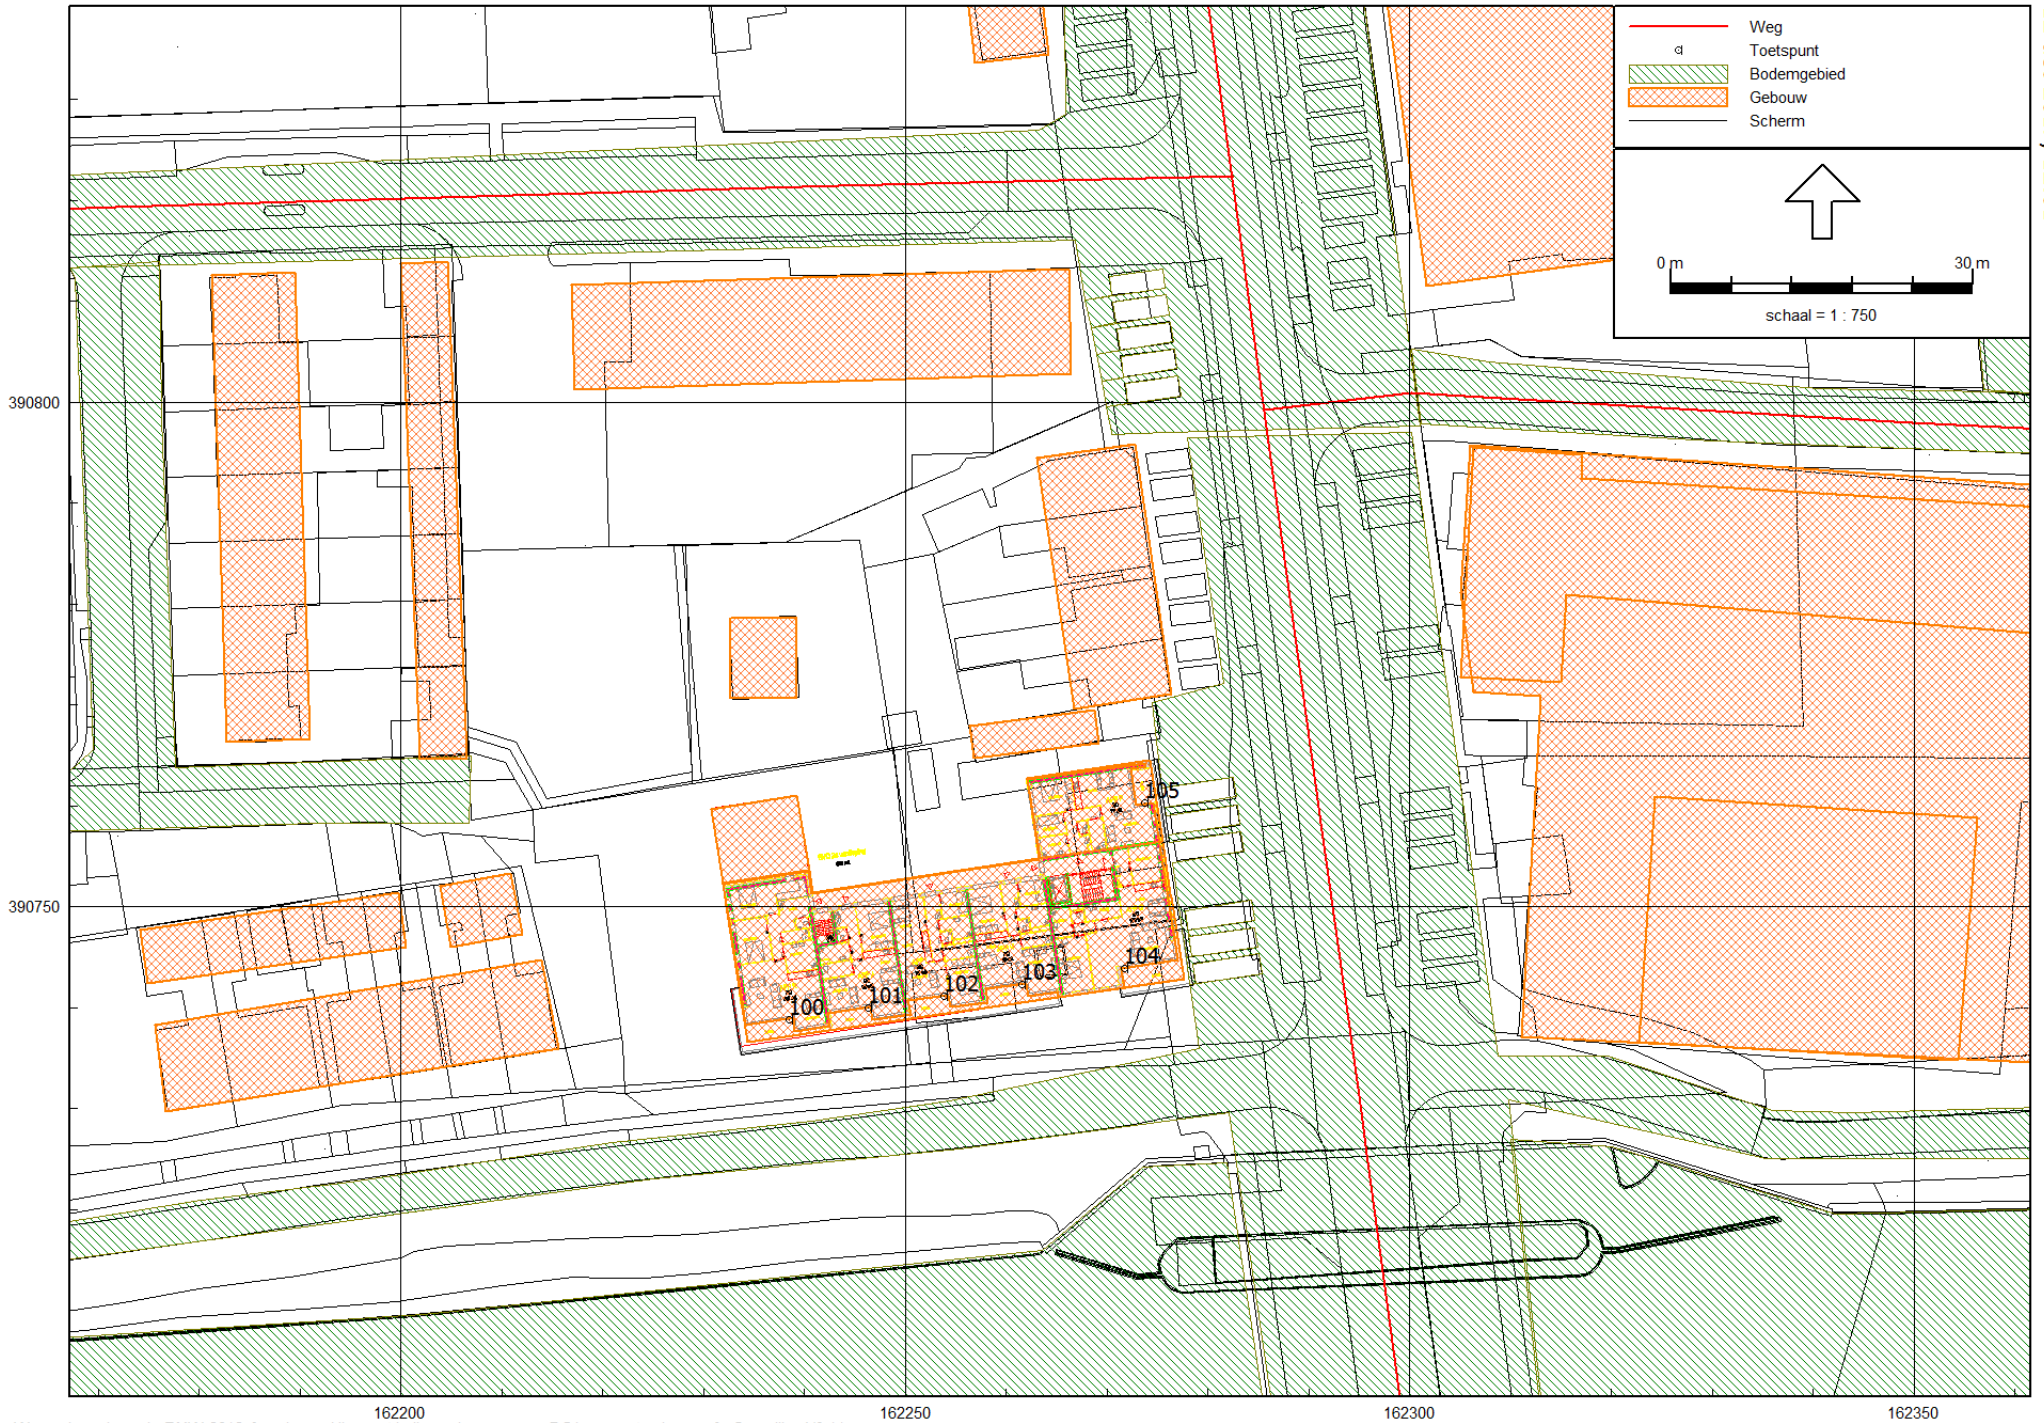 Weg
Toetspunt
Bodemgebied
Gebouw
Scherm
0 m 30 m
schaal = 1 : 750
390800
105
390750
104
103
102
101
100
162200 162250 162300 162350